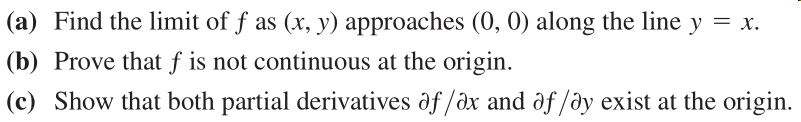 (a) Find the limit of f as (x, y) approaches (0, 0) along the line y = x.
(b) Prove that f is not continuous at the origin.
(c) Show that both partial derivatives ∂f/∂x and ∂f/∂y exist at the origin.